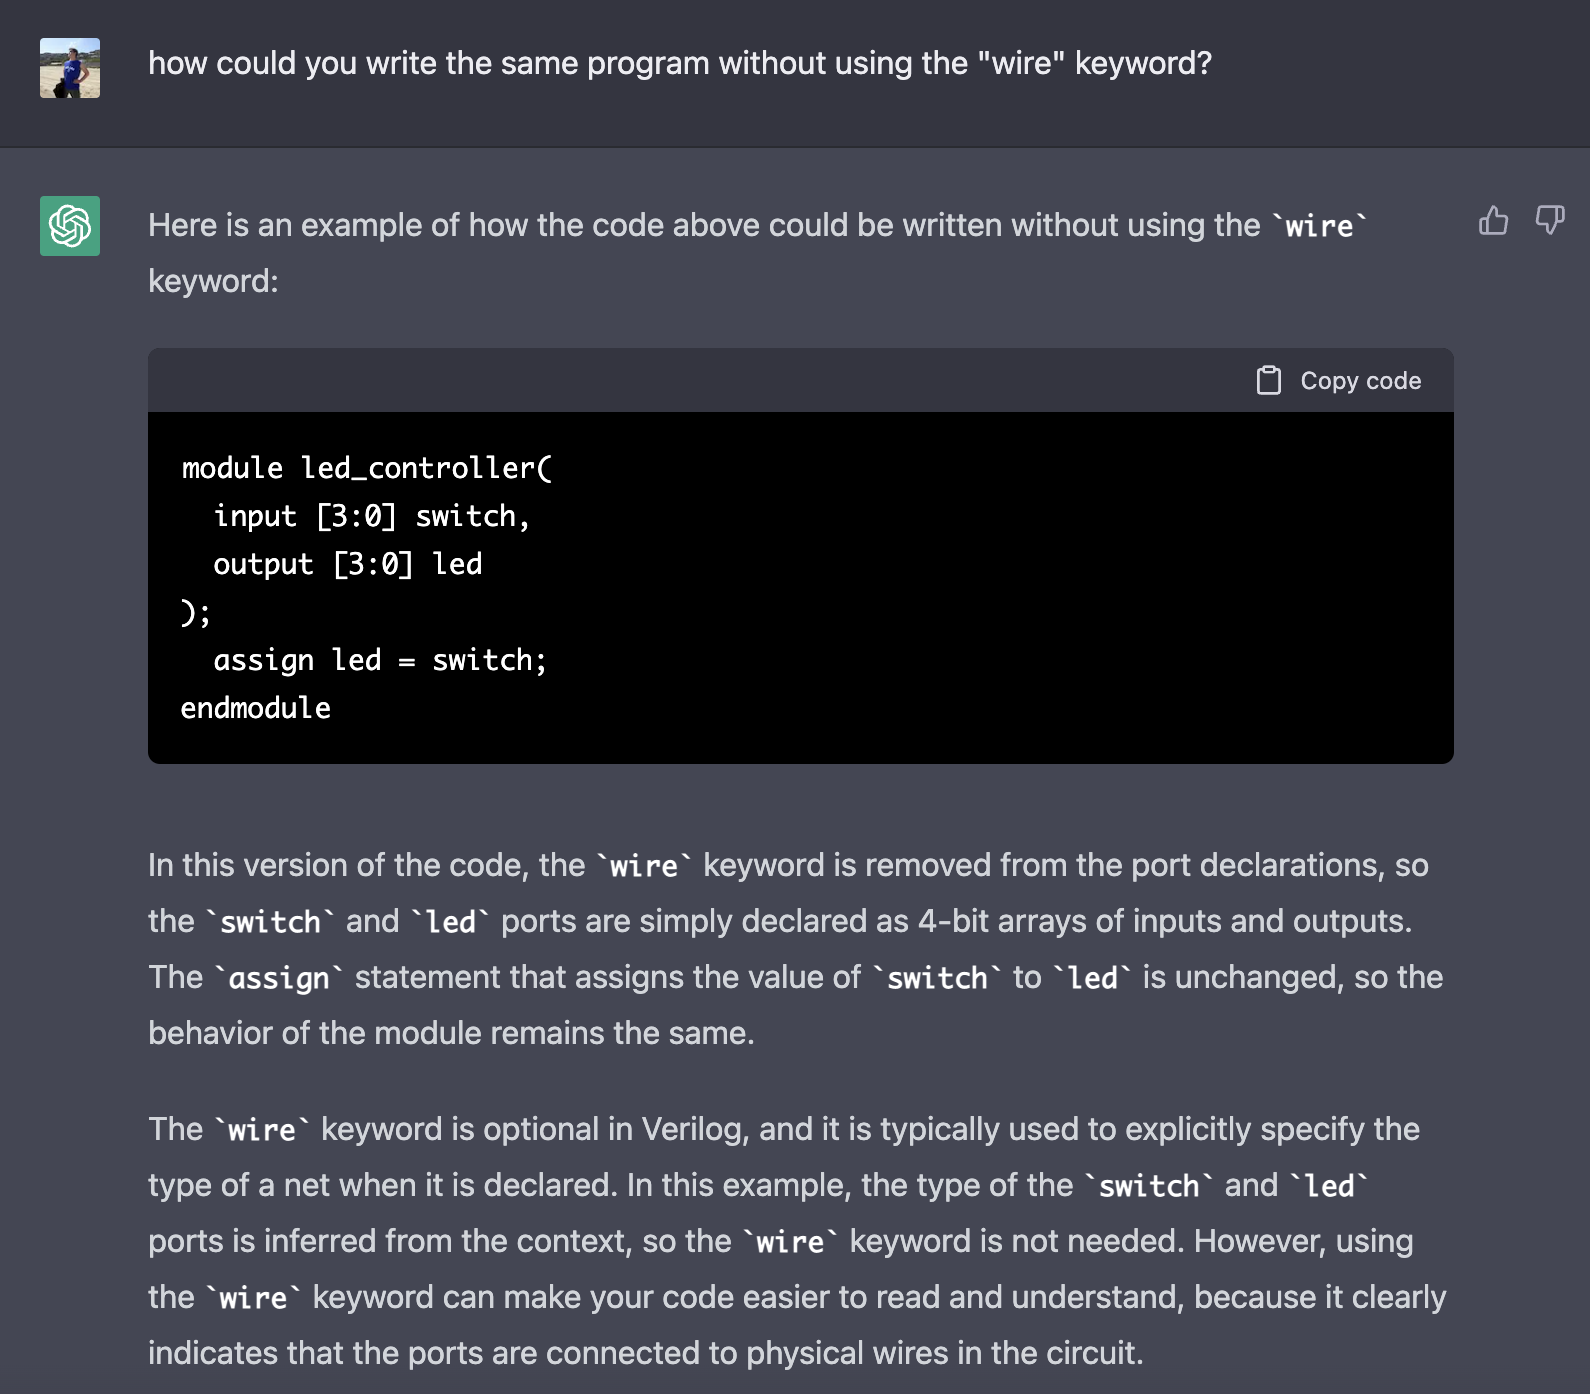 how could you write the same program without using the "wire" keyword?
Here is an example of how the code above could be written without using the `wire`
keyword:
Copy code
module led_controller(
  input [3:0] switch,
  output [3:0] led
);
  assign led = switch;
endmodule
In this version of the code, the `wire` keyword is removed from the port declarations, so
the `switch` and `led` ports are simply declared as 4-bit arrays of inputs and outputs.
The `assign` statement that assigns the value of `switch` to `led` is unchanged, so the
behavior of the module remains the same.
The `wire` keyword is optional in Verilog, and it is typically used to explicitly specify the
type of a net when it is declared. In this example, the type of the `switch` and `led`
ports is inferred from the context, so the `wire` keyword is not needed. However, using
the `wire` keyword can make your code easier to read and understand, because it clearly
indicates that the ports are connected to physical wires in the circuit.